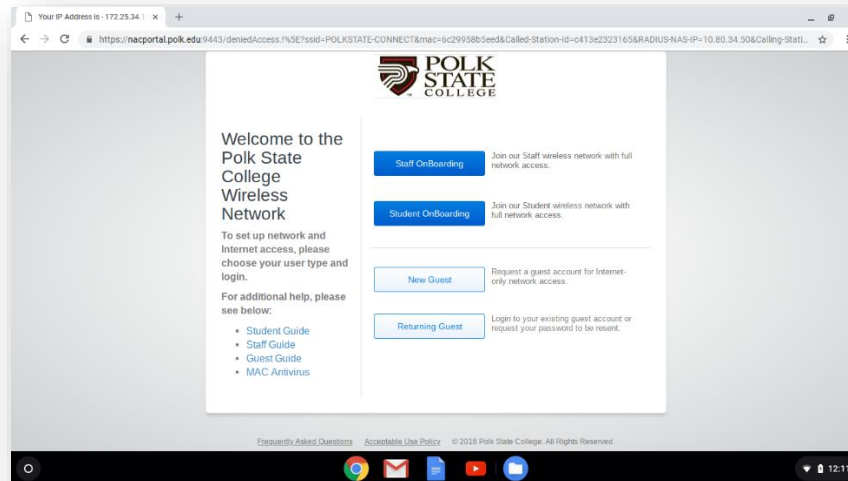 Your IP Address is - 172.25.34.1
https://nacportal.polk.edu:9443/deniedAccess.!%5E?ssid=POLKSTATE-CONNECT&mac=6c29958b5eed&Called-Station-Id=c413e2323165&RADIUS-NAS-IP=10.80.34.50&Calling-Stati...
POLK
STATE
COLLEGE
Welcome to the
Polk State
College
Wireless
Network
To set up network and
Internet access, please
choose your user type and
login.
For additional help, please
see below:
• Student Guide
• Staff Guide
• Guest Guide
• MAC Antivirus
Staff OnBoarding
Join our Staff wireless network with full
network access.
Student OnBoarding
Join our Student wireless network with
full network access.
New Guest
Request a guest account for Internet-
only network access.
Returning Guest
Login to your existing guest account or
request your password to be resent.
Frequently Asked Questions Acceptable Use Policy © 2018 Polk State College. All Rights Reserved.
12:11